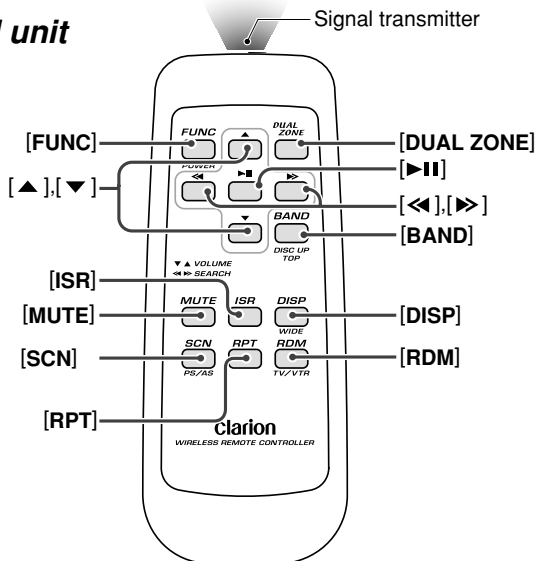 l unit
Signal transmitter
[FUNC]
[▲],[▼]
[ISR]
[MUTE]
[SCN]
[RPT]
[DUAL ZONE]
[►II]
[◄◄],[►►]
[BAND]
[DISP]
[RDM]
FUNC
POWER
▲
DUAL
ZONE
◄◄
►II
►►
▼
BAND
DISC UP
TOP
▼ ▲ VOLUME
◄◄ ►► SEARCH
MUTE
ISR
DISP
WIDE
SCN
PS/AS
RPT
RDM
TV/VTR
clarion
WIRELESS REMOTE CONTROLLER